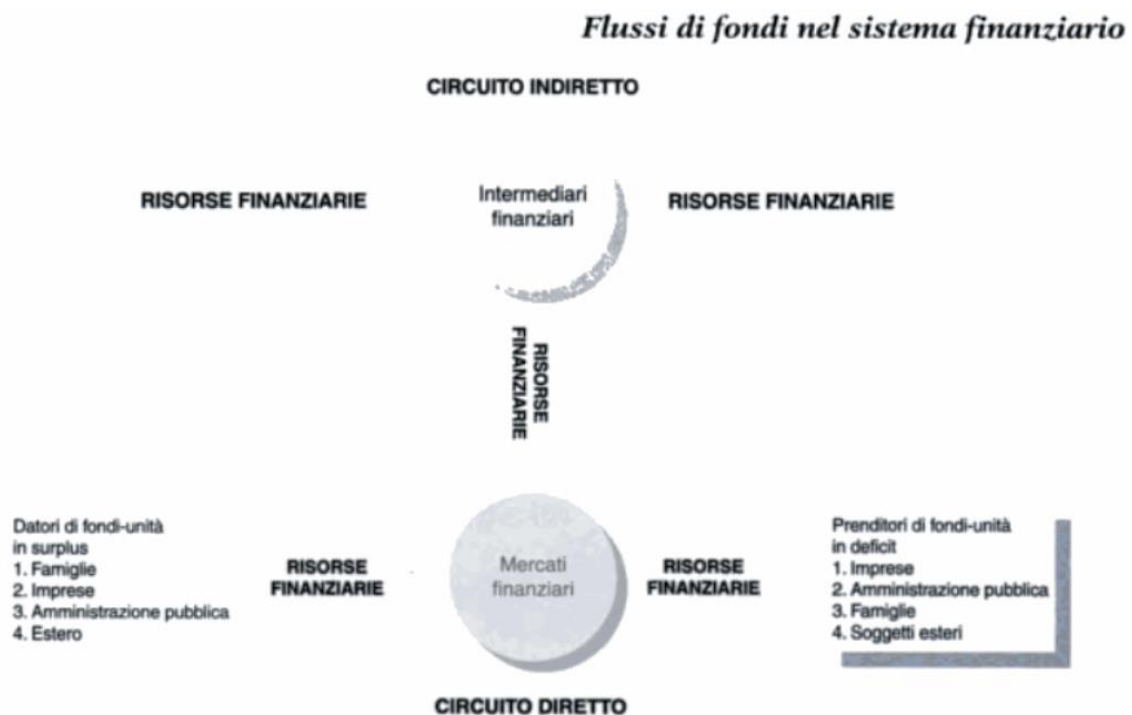 Flussi di fondi nel sistema finanziario
CIRCUITO INDIRETTO
RISORSE FINANZIARIE
Intermediari
finanziari
RISORSE FINANZIARIE
RISORSE
FINANZIARIE
Datori di fondi-unità
in surplus
1. Famiglie
2. Imprese
3. Amministrazione pubblica
4. Estero
RISORSE
FINANZIARIE
Mercati
finanziari
RISORSE
FINANZIARIE
Prenditori di fondi-unità
in deficit
1. Imprese
2. Amministrazione pubblica
3. Famiglie
4. Soggetti esteri
CIRCUITO DIRETTO